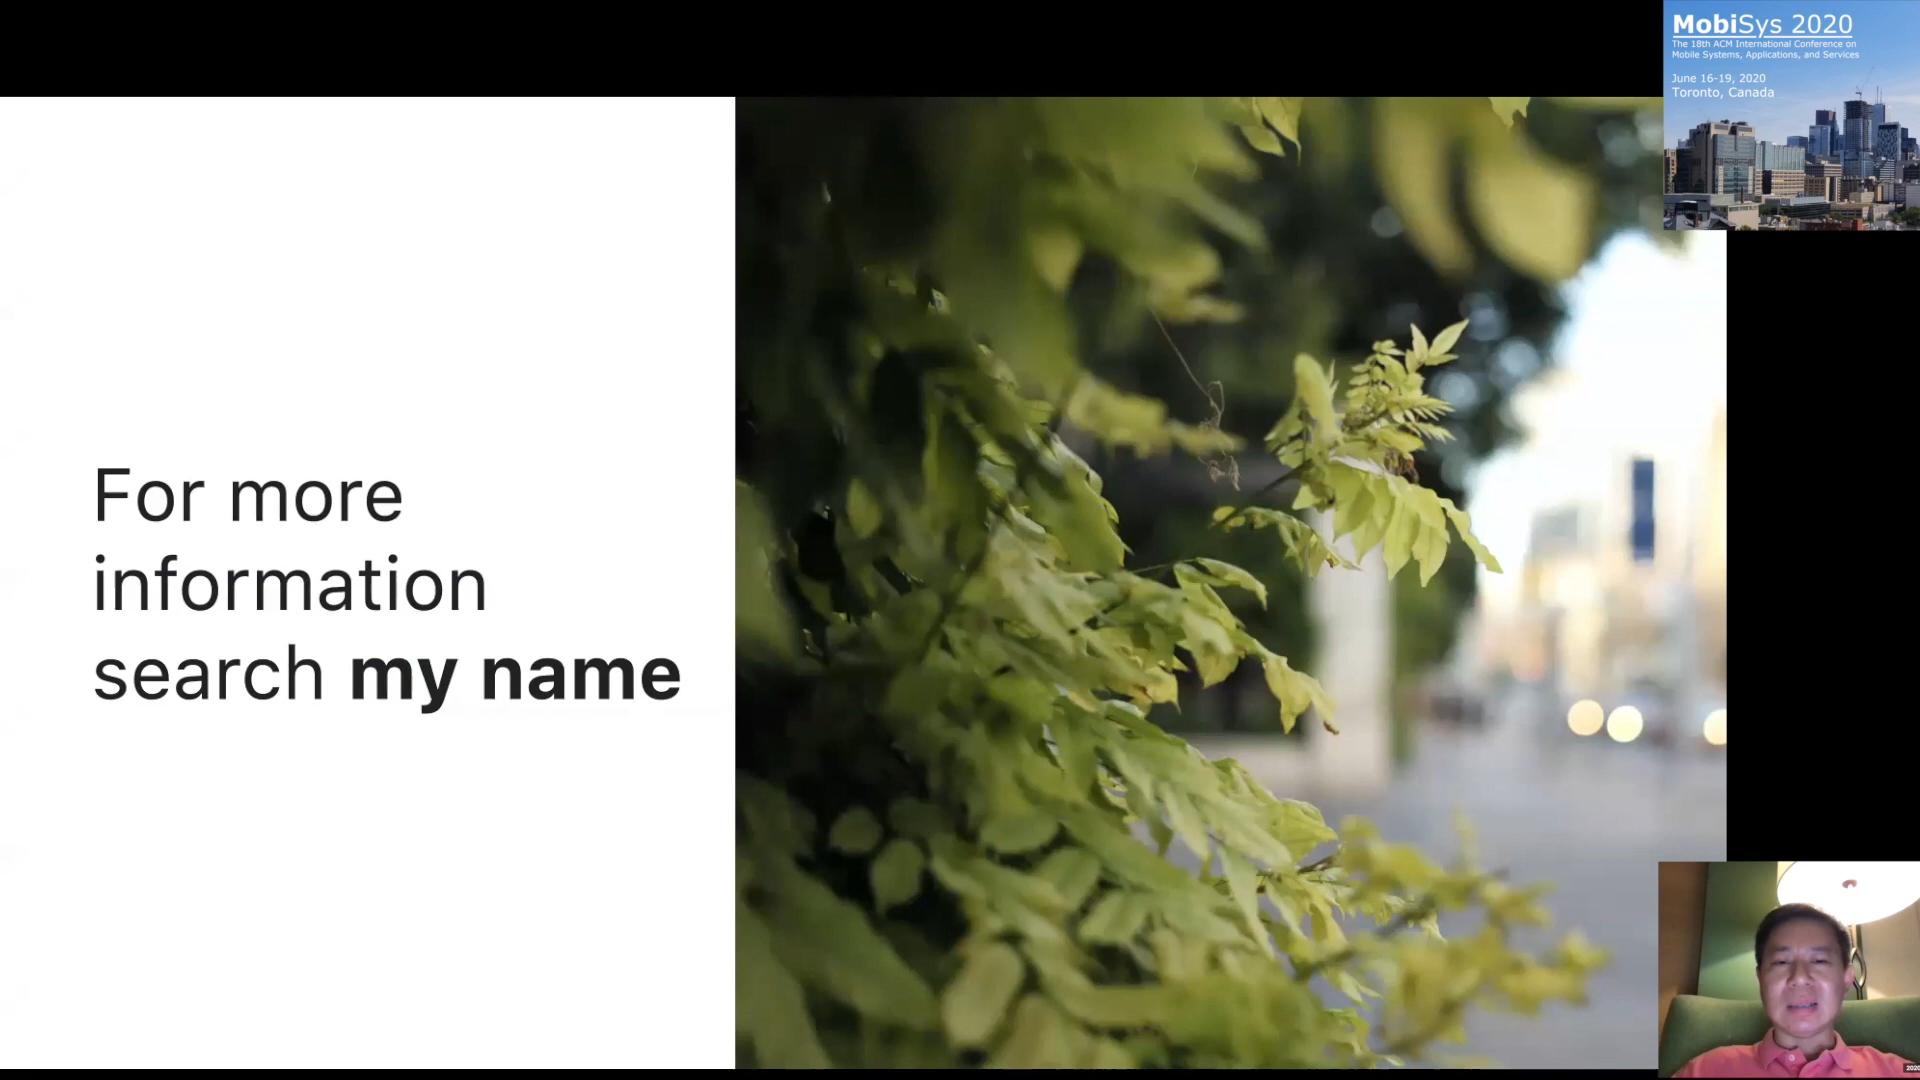 MobiSys 2020
The 18th ACM International Conference on
Mobile Systems, Applications, and Services
June 16-19, 2020
Toronto, Canada
For more
information
search my name
2020